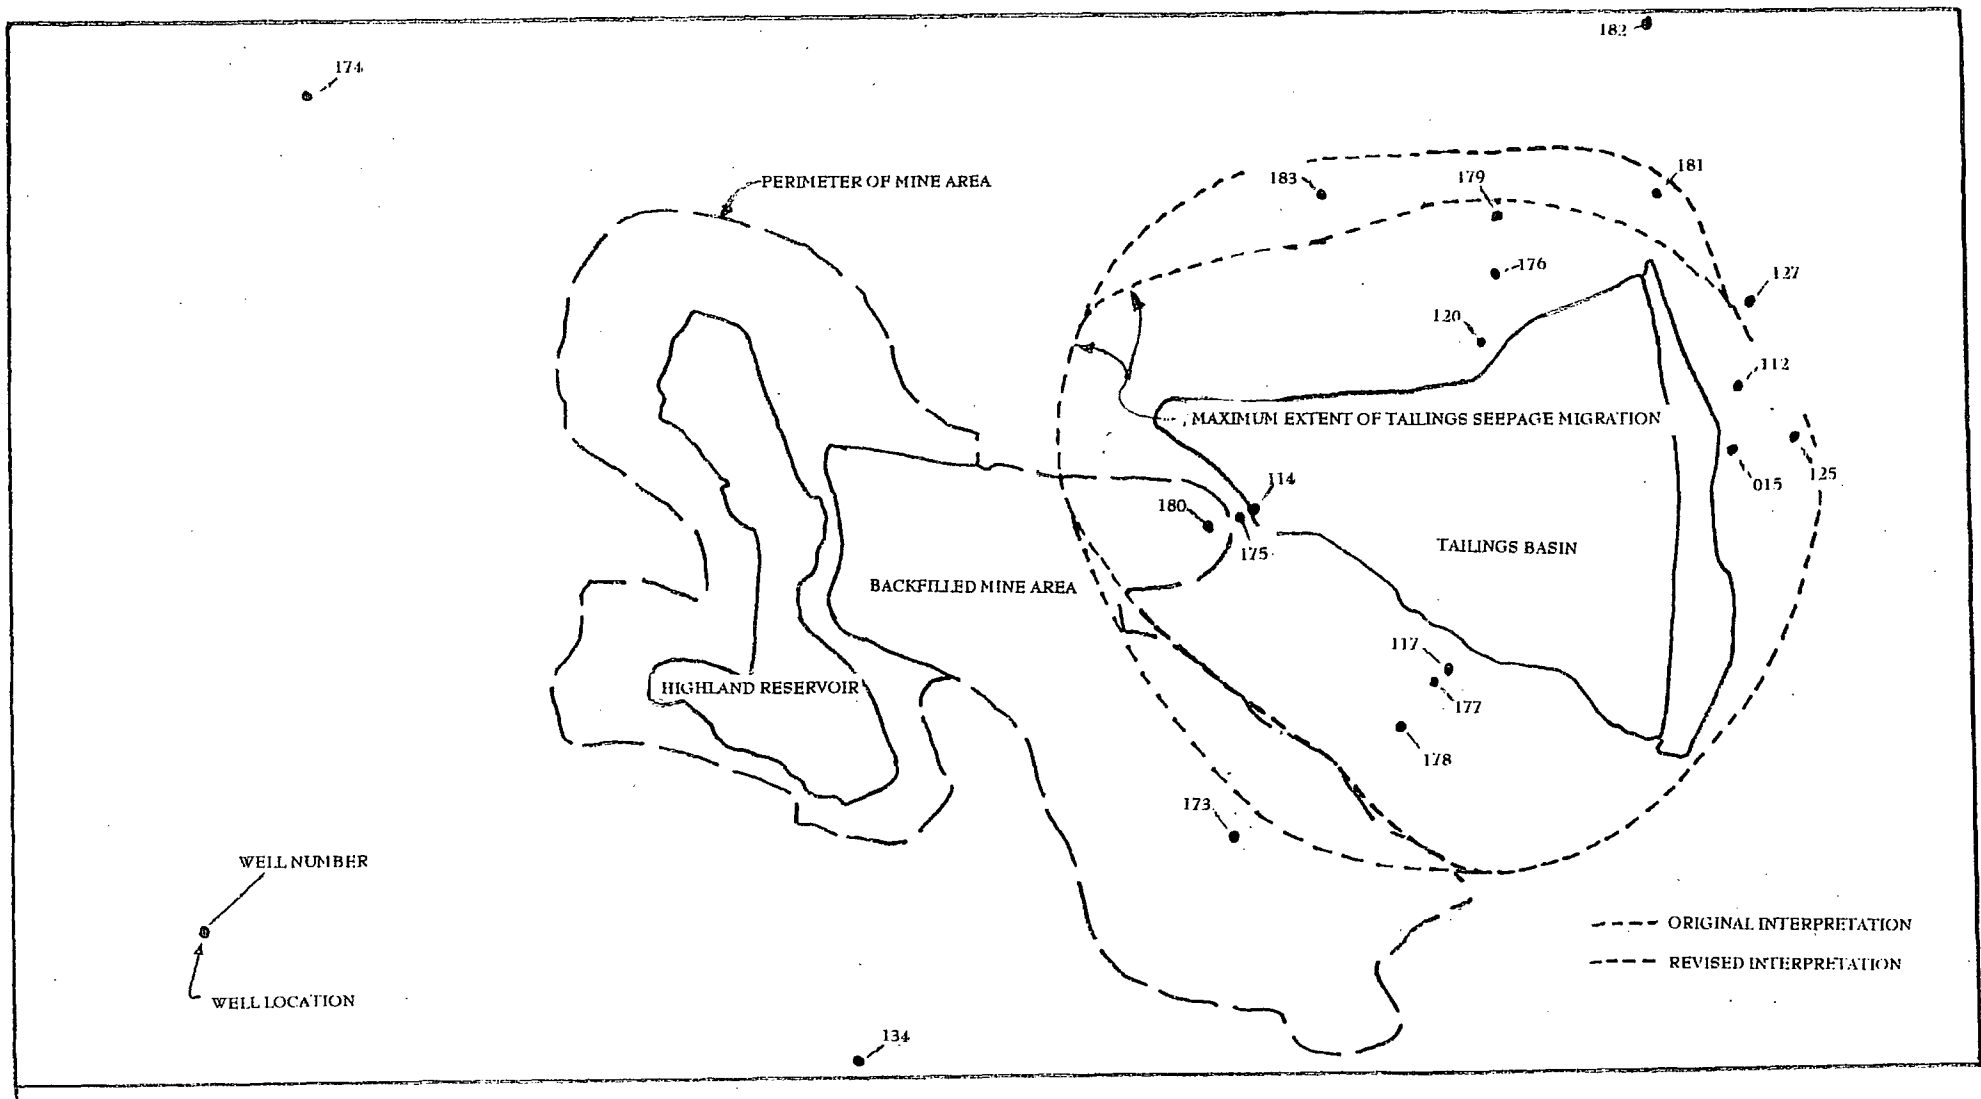 182
174
181
PERIMETER OF MINE AREA
183
179
176
127
120
112
MAXIMUM EXTENT OF TAILINGS SEEPAGE MIGRATION
125
015
114
180
175
TAILINGS BASIN
BACKFILLED MINE AREA
117
HIGHLAND RESERVOIR
177
178
173
WELL NUMBER
ORIGINAL INTERPRETATION
REVISED INTERPRETATION
WELL LOCATION
134